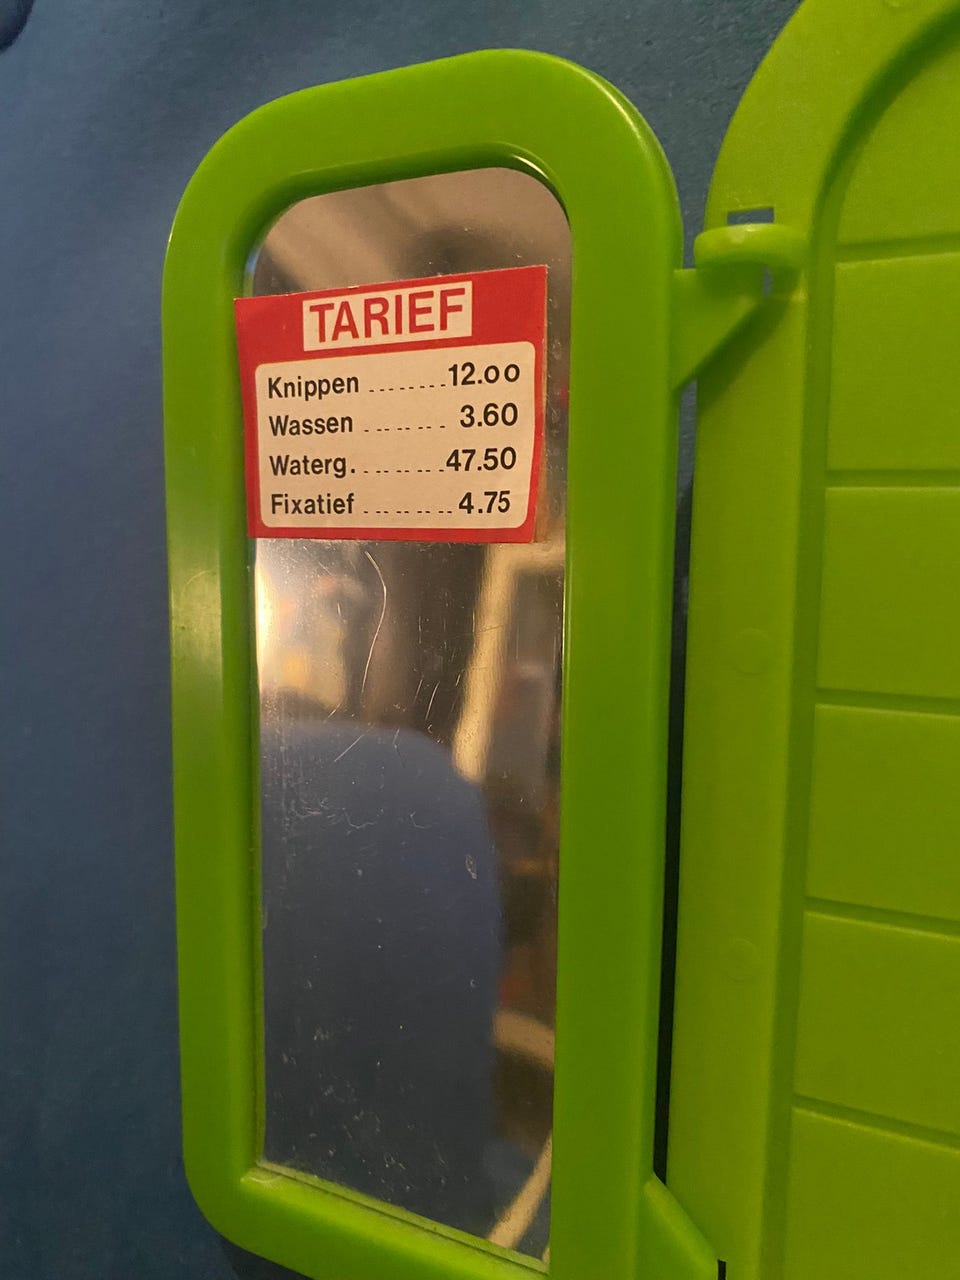 TARIEF
Knippen ........12.00
Wassen ........ 3.60
Waterg. .........47.50
Fixatief ......... 4.75